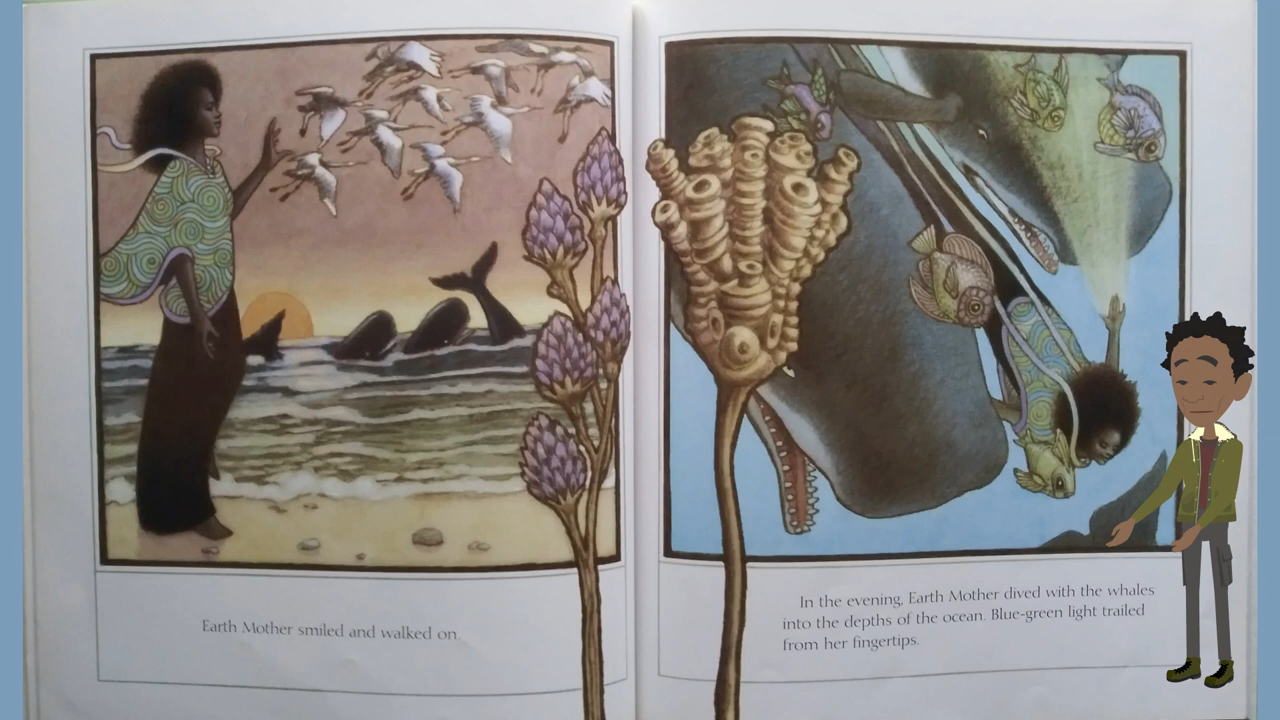 Earth Mother smiled and walked on.
In the evening, Earth Mother dived with the whales
into the depths of the ocean. Blue-green light trailed
from her fingertips.